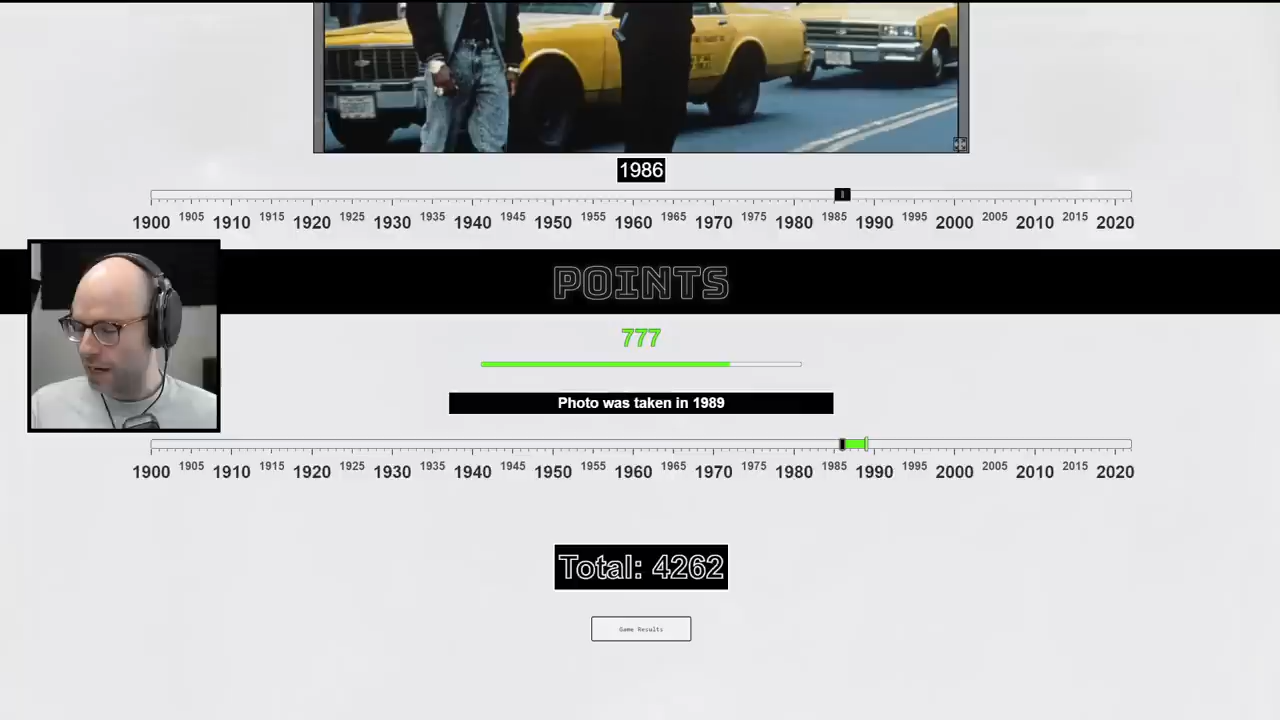 1986
1900 1905 1910 1915 1920 1925 1930 1935 1940 1945 1950 1955 1960 1965 1970 1975 1980 1985 1990 1995 2000 2005 2010 2015 2020
POINTS
777
Photo was taken in 1989
1900 1905 1910 1915 1920 1925 1930 1935 1940 1945 1950 1955 1960 1965 1970 1975 1980 1985 1990 1995 2000 2005 2010 2015 2020
Total: 4262
Game Results